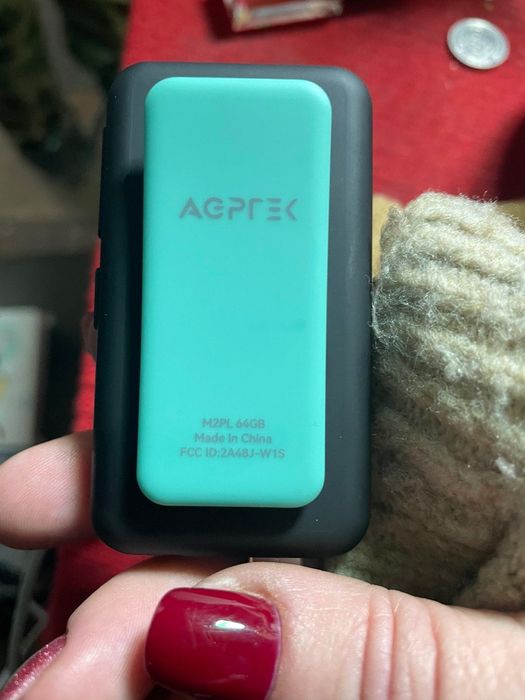 AGPTEK
M2PL 64GB
Made In China
FCC ID:2A48J-W1S